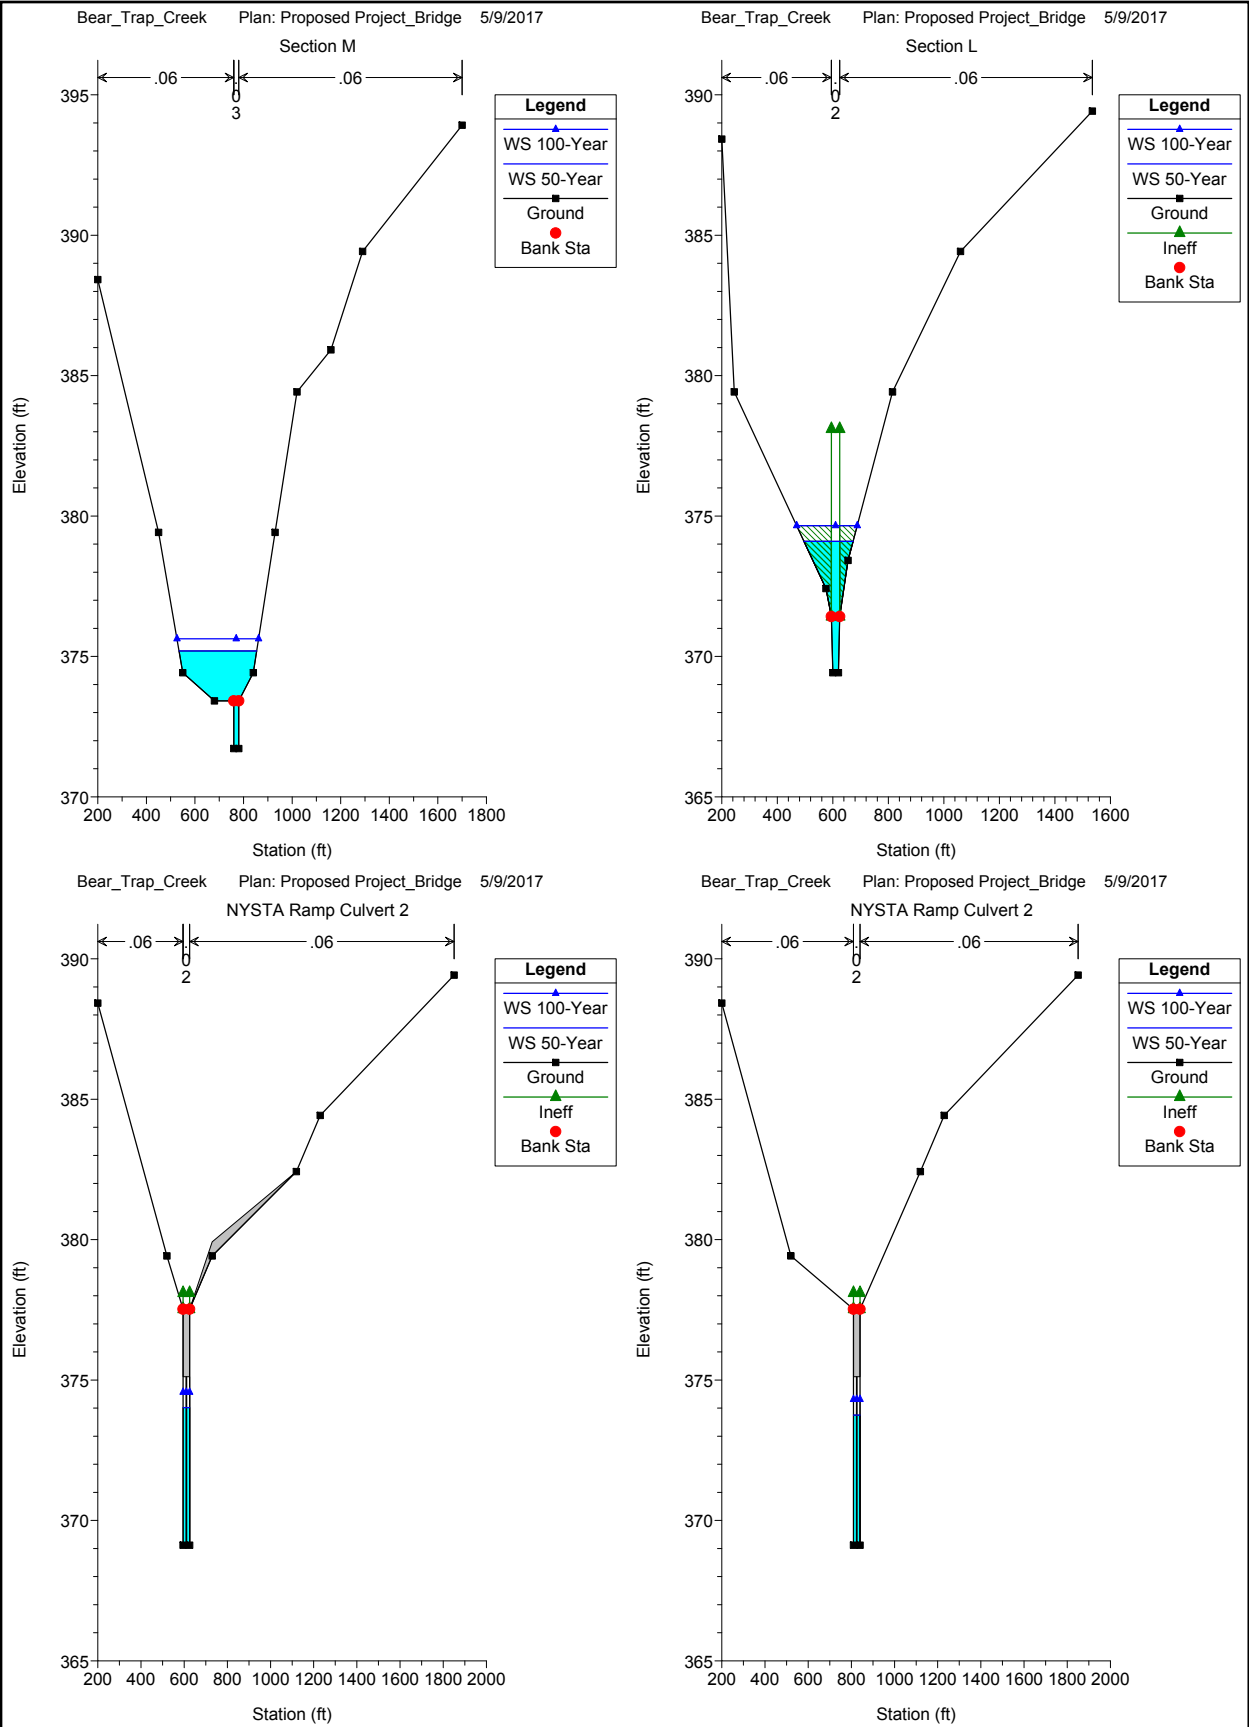 Bear_Trap_Creek Plan: Proposed Project_Bridge 5/9/2017
Section M
.06
.
0
3
.06
395
390
385
380
375
370
Elevation (ft)
200 400 600 800 1000 1200 1400 1600 1800
Station (ft)
Legend
WS 100-Year
WS 50-Year
Ground
Bank Sta
Bear_Trap_Creek Plan: Proposed Project_Bridge 5/9/2017
Section L
.06
.
0
2
.06
390
385
380
375
370
365
Elevation (ft)
200 400 600 800 1000 1200 1400 1600
Station (ft)
Legend
WS 100-Year
WS 50-Year
Ground
Ineff
Bank Sta
Bear_Trap_Creek Plan: Proposed Project_Bridge 5/9/2017
NYSTA Ramp Culvert 2
.06
.
0
2
.06
390
385
380
375
370
365
Elevation (ft)
200 400 600 800 1000 1200 1400 1600 1800 2000
Station (ft)
Legend
WS 100-Year
WS 50-Year
Ground
Ineff
Bank Sta
Bear_Trap_Creek Plan: Proposed Project_Bridge 5/9/2017
NYSTA Ramp Culvert 2
.06
.
0
2
.06
390
385
380
375
370
365
Elevation (ft)
200 400 600 800 1000 1200 1400 1600 1800 2000
Station (ft)
Legend
WS 100-Year
WS 50-Year
Ground
Ineff
Bank Sta